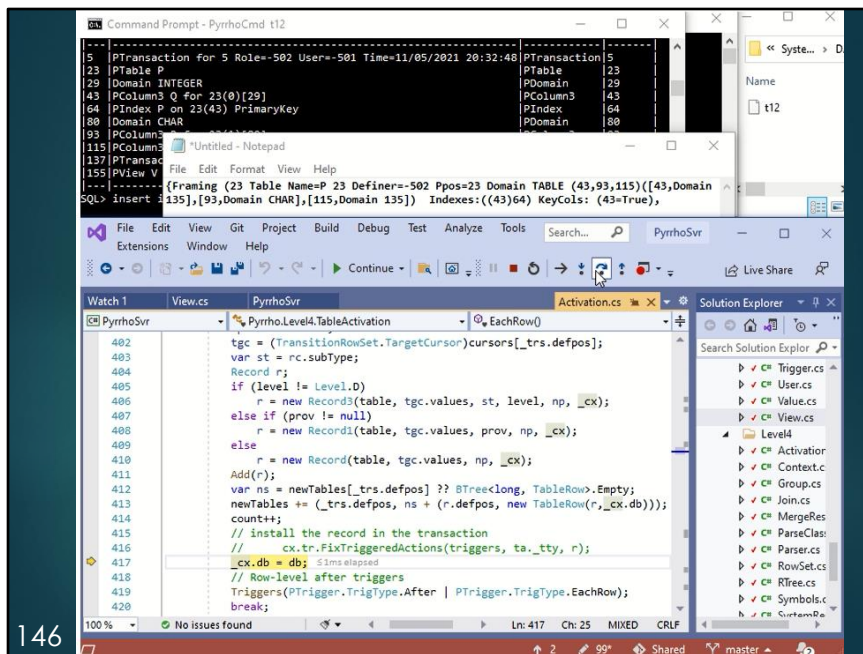 Command Prompt - PyrrhoCmd t12
|5 |PTransaction for 5 Role=-502 User=-501 Time=11/05/2021 20:32:48|PTransaction|5
|23 |PTable P |PTable |23
|29 |Domain INTEGER |PDomain |29
|43 |PColumn3 Q for 23(0)[29] |PColumn3 |43
|64 |PIndex P on 23(43) PrimaryKey |PIndex |64
|80 |Domain CHAR |PDomain |80
|93 |PColumn3
|115|PColumn3
|137|PTransac
|155|PView V
SQL> insert i
« Syste... > D.
Name
t12
*Untitled - Notepad
File Edit Format View Help
{Framing (23 Table Name=P 23 Definer=-502 Ppos=23 Domain TABLE (43,93,115)([43,Domain
135],[93,Domain CHAR],[115,Domain 135]) Indexes:((43)64) KeyCols: (43=True),
File Edit View Git Project Build Debug Test Analyze Tools Search... PyrrhoSvr
Extensions Window Help
Continue Live Share
Watch 1 View.cs PyrrhoSvr Activation.cs
PyrrhoSvr Pyrrho.Level4.TableActivation EachRow()
402 tgc = (TransitionRowSet.TargetCursor)cursors[_trs.defpos];
403 var st = rc.subType;
404 Record r;
405 if (level != Level.D)
406 r = new Record3(table, tgc.values, st, level, np, _cx);
407 else if (prov != null)
408 r = new Record1(table, tgc.values, prov, np, _cx);
409 else
410 r = new Record(table, tgc.values, np, _cx);
411 Add(r);
412 var ns = newTables[_trs.defpos] ?? BTree<long, TableRow>.Empty;
413 newTables += (_trs.defpos, ns + (r.defpos, new TableRow(r,_cx.db)));
414 count++;
415 // install the record in the transaction
416 // cx.tr.FixTriggeredActions(triggers, ta._tty, r);
417 _cx.db = db; ≤1ms elapsed
418 // Row-level after triggers
419 Triggers(PTrigger.TrigType.After | PTrigger.TrigType.EachRow);
420 break;
Solution Explorer
Search Solution Explor
C# Trigger.cs
C# User.cs
C# Value.cs
C# View.cs
Level4
C# Activation
C# Context.c
C# Group.cs
C# Join.cs
C# MergeRes
C# ParseClas
C# Parser.cs
C# RowSet.cs
C# RTree.cs
C# Symbols.c
100 % No issues found Ln: 417 Ch: 25 MIXED CRLF
2 99* Shared master
146